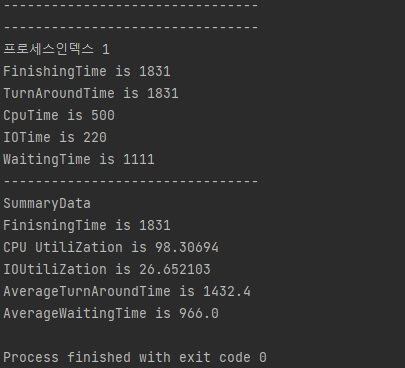 --------------------------------
--------------------------------
프로세스인덱스 1
FinishingTime is 1831
TurnAroundTime is 1831
CpuTime is 500
IOTime is 220
WaitingTime is 1111
--------------------------------
SummaryData
FinisningTime is 1831
CPU UtiliZation is 98.30694
IOUtiliZation is 26.652103
AverageTurnAroundTime is 1432.4
AverageWaitingTime is 966.0
Process finished with exit code 0